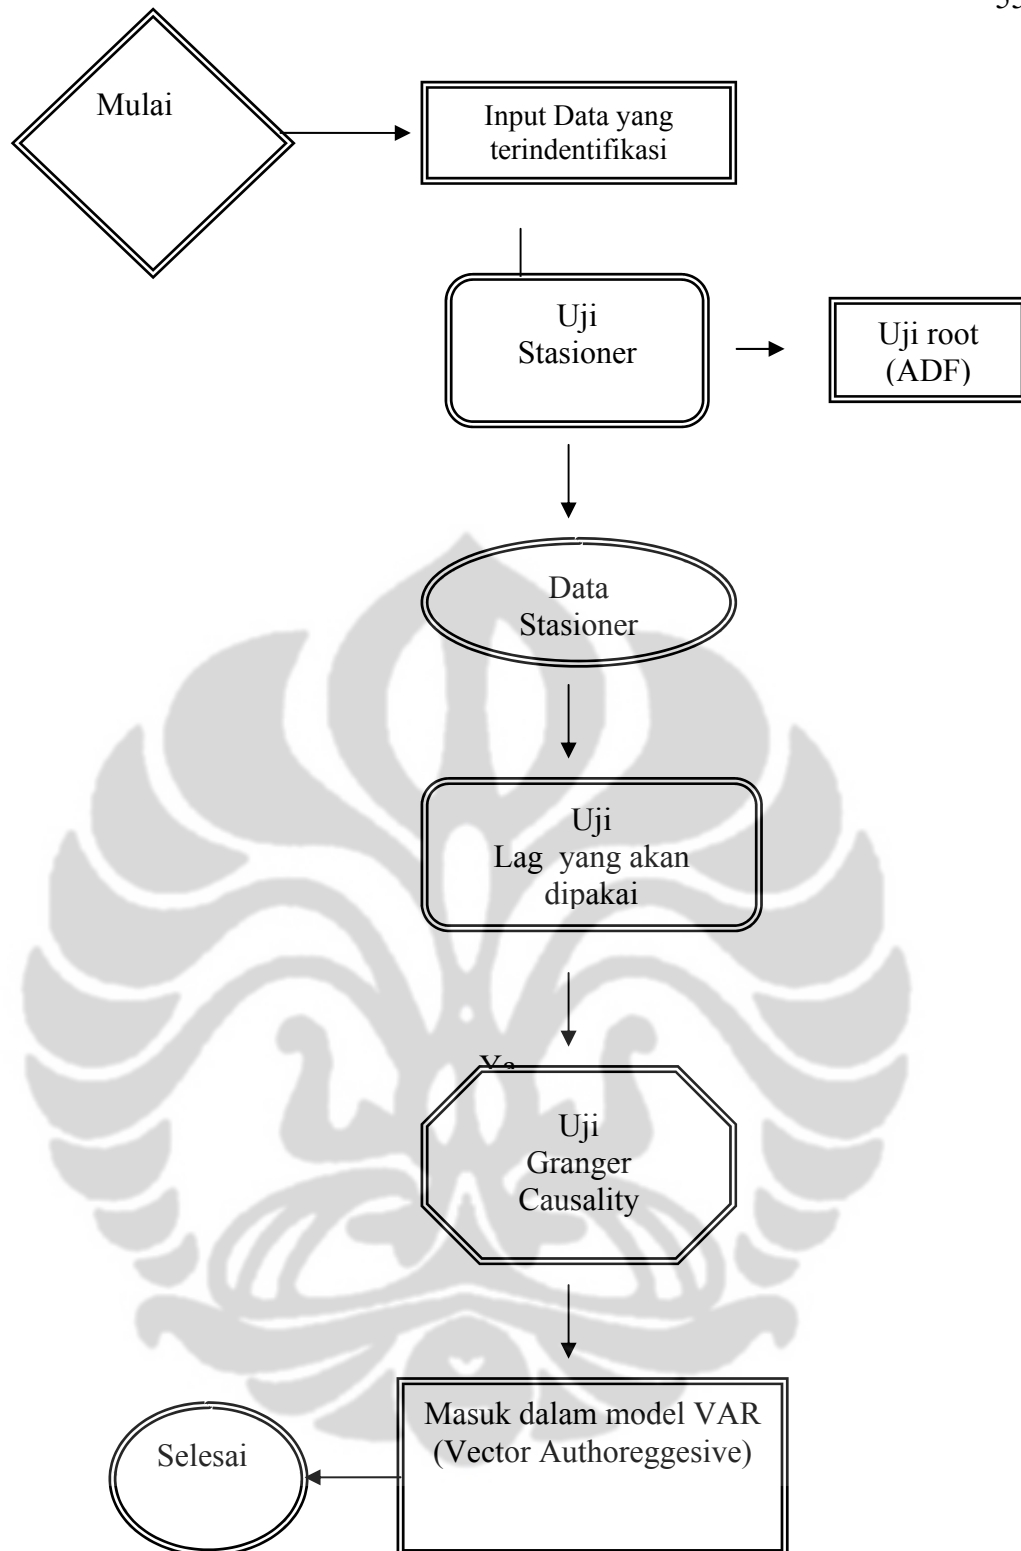 Mulai
Input Data yang
terindentifikasi
Uji
Stasioner
Uji root
(ADF)
Data
Stasioner
Uji
Lag  yang akan
dipakai
Uji
Granger
Causality
Masuk dalam model VAR
(Vector Authoreggesive)
Selesai